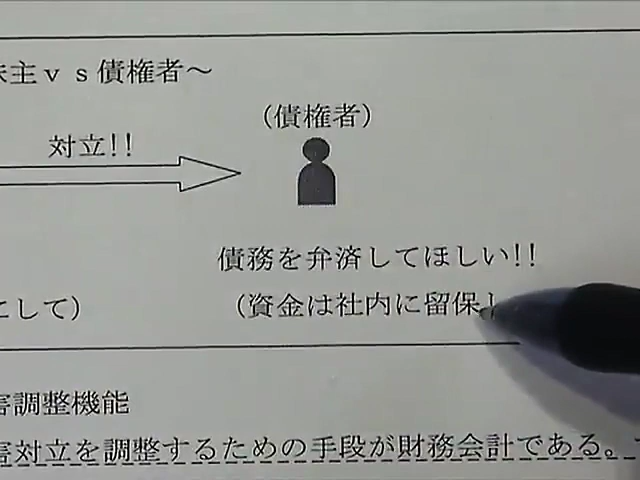 主ｖｓ債権者～
（債権者）
対立!!
債務を弁済してほしい!!
にして）
（資金は社内に留保
害調整機能
害対立を調整するための手段が財務会計である。